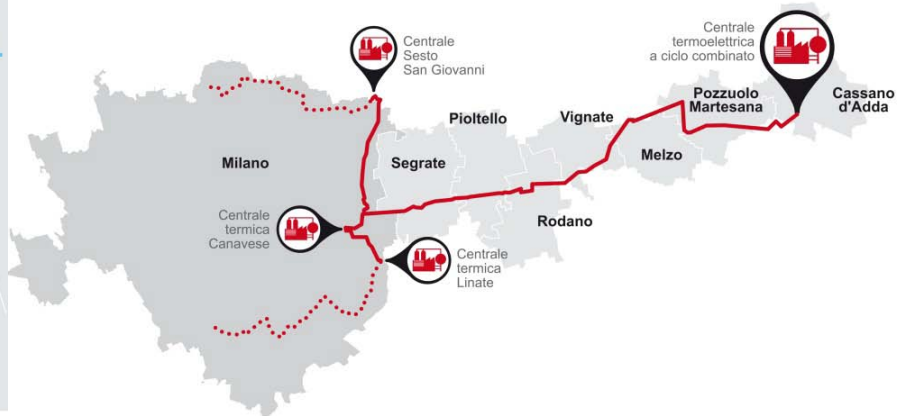 Centrale
Sesto
San Giovanni
Centrale
termoelettrica
a ciclo combinato
Cassano
d'Adda
Pozzuolo
Martesana
Vignate
Pioltello
Melzo
Segrate
Milano
Rodano
Centrale
termica
Canavese
Centrale
termica
Linate